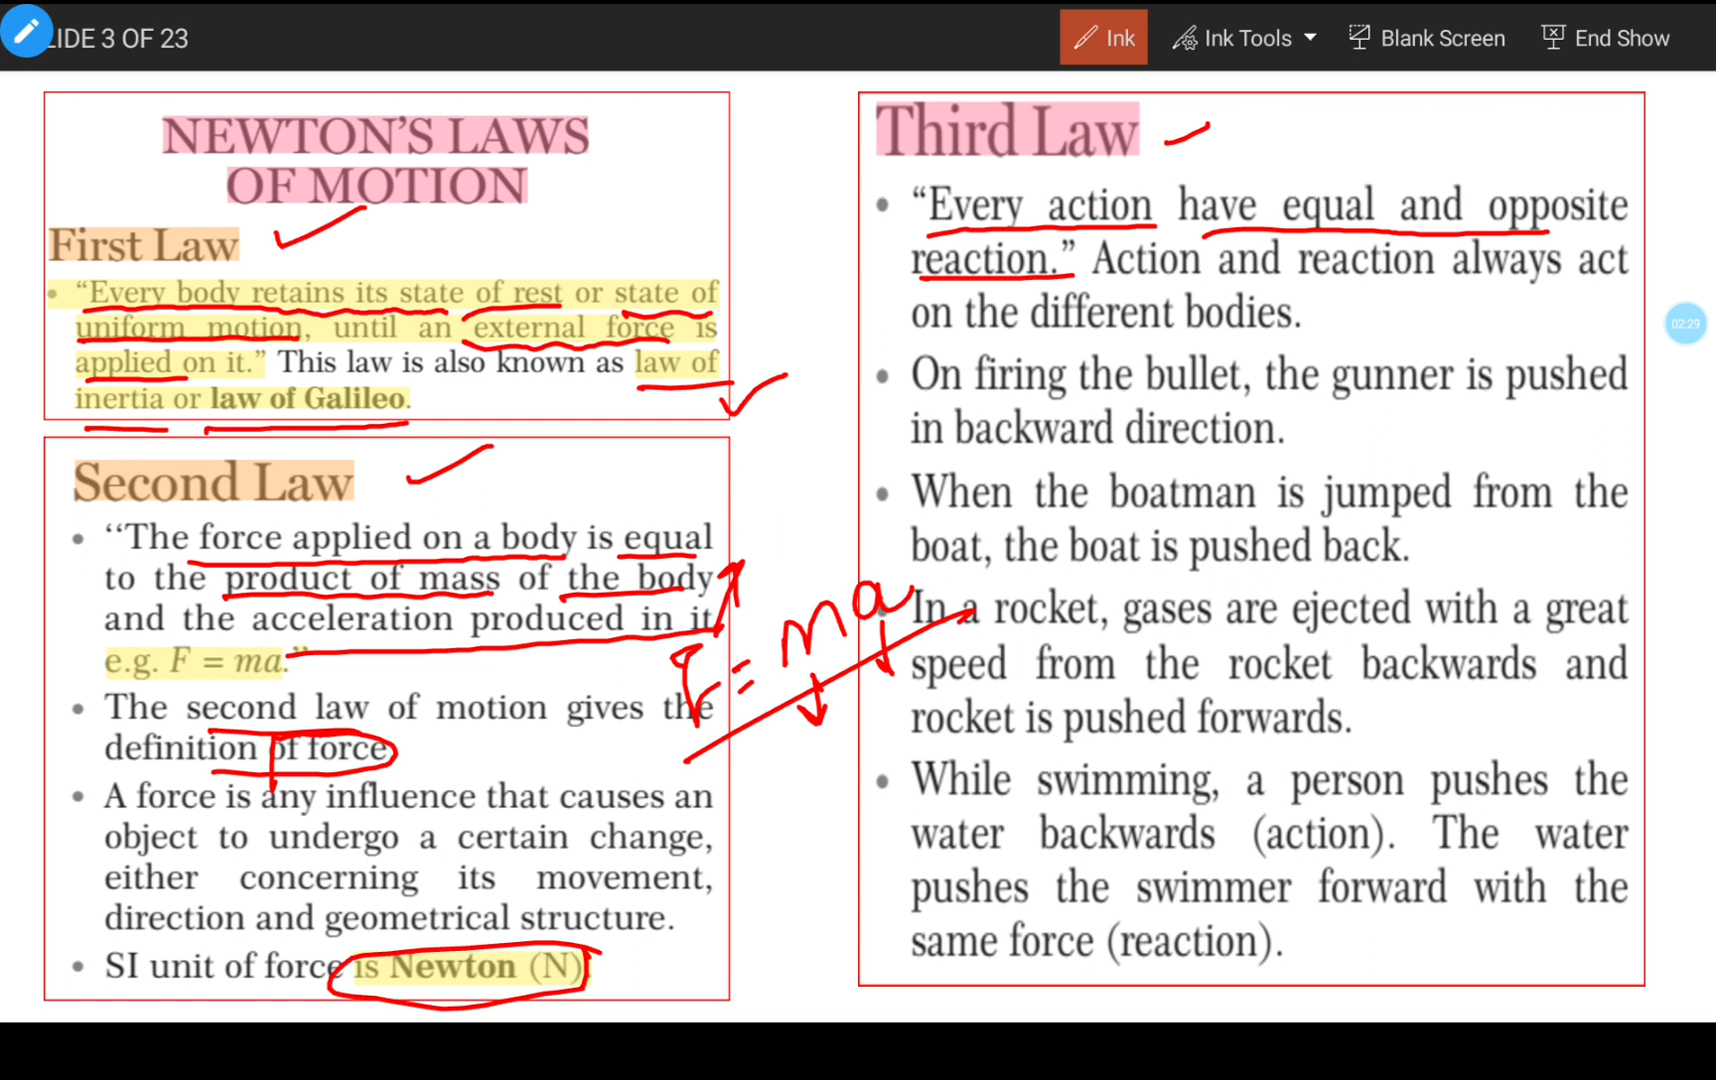 LIDE 3 OF 23
Ink
Ink Tools
Blank Screen
End Show
NEWTON’S LAWS
OF MOTION
First Law
• “Every body retains its state of rest or state of
uniform motion, until an external force is
applied on it.” This law is also known as law of
inertia or law of Galileo.
Second Law
• ‘‘The force applied on a body is equal
to the product of mass of the body
and the acceleration produced in it
e.g. F = ma.”
• The second law of motion gives the
definition of force
• A force is any influence that causes an
object to undergo a certain change,
either concerning its movement,
direction and geometrical structure.
• SI unit of force is Newton (N).
F = ma
Third Law
• “Every action have equal and opposite
reaction.” Action and reaction always act
on the different bodies.
• On firing the bullet, the gunner is pushed
in backward direction.
• When the boatman is jumped from the
boat, the boat is pushed back.
• In a rocket, gases are ejected with a great
speed from the rocket backwards and
rocket is pushed forwards.
• While swimming, a person pushes the
water backwards (action). The water
pushes the swimmer forward with the
same force (reaction).
02:29